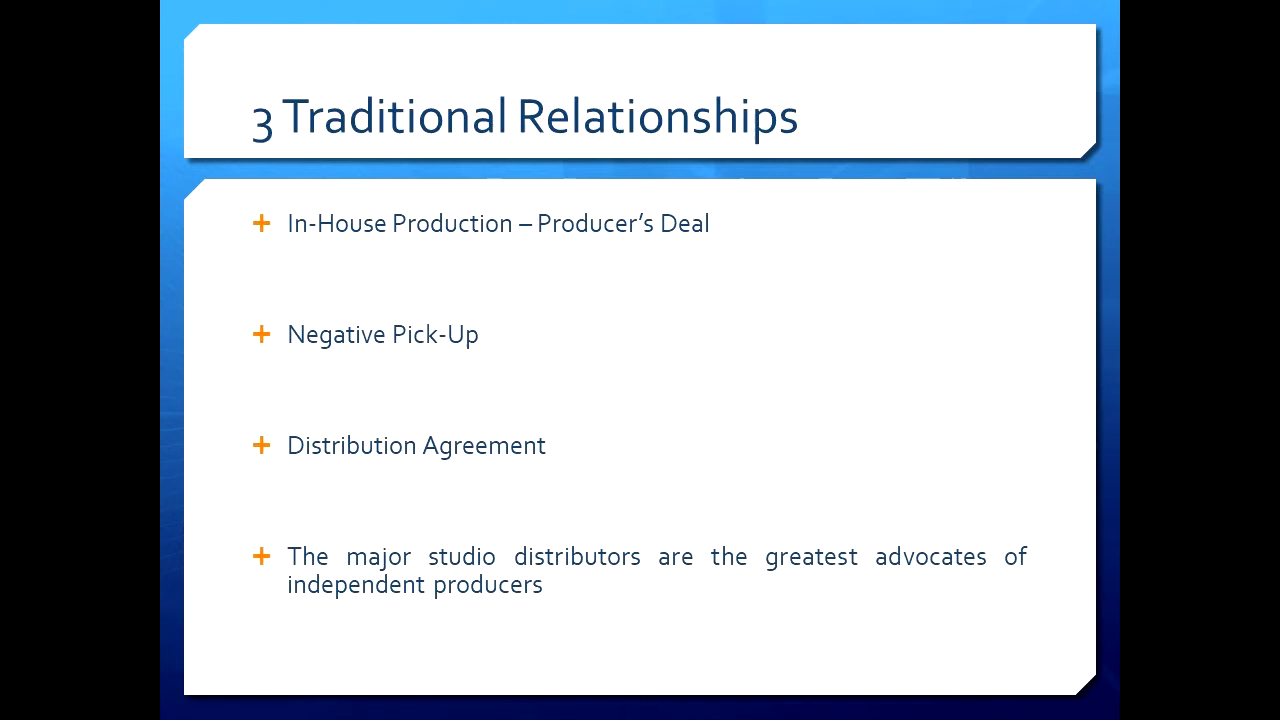 3 Traditional Relationships
In-House Production – Producer’s Deal
Negative Pick-Up
Distribution Agreement
The major studio distributors are the greatest advocates of
independent producers